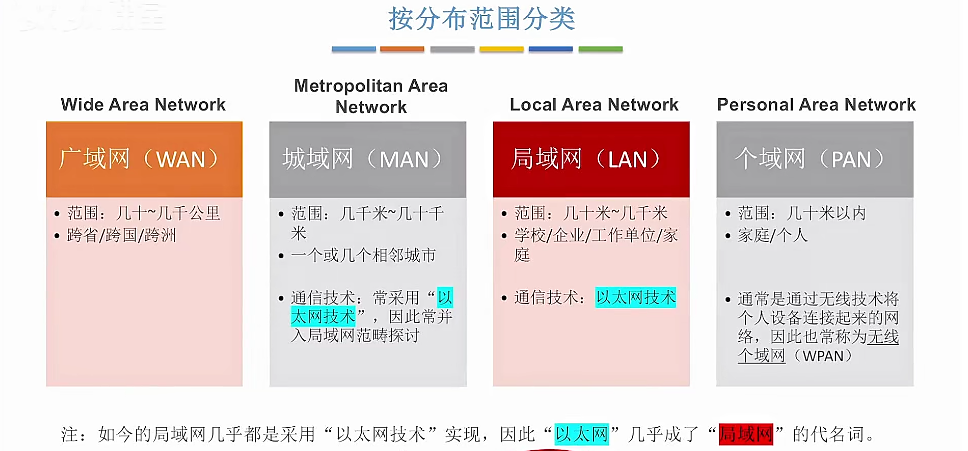 按分布范围分类
Wide Area Network
Metropolitan Area
Network
Local Area Network
Personal Area Network
广域网（WAN）
城域网（MAN）
局域网（LAN）
个域网（PAN）
• 范围：几十~几千公里
• 跨省/跨国/跨洲
• 范围：几千米~几十千
米
• 一个或几个相邻城市
• 通信技术：常采用“以
太网技术”，因此常并
入局域网范畴探讨
• 范围：几十米~几千米
• 学校/企业/工作单位/家
庭
• 通信技术：以太网技术
• 范围：几十米以内
• 家庭/个人
• 通常是通过无线技术将
个人设备连接起来的网
络，因此也常称为无线
个域网（WPAN）
注：如今的局域网几乎都是采用“以太网技术”实现，因此“以太网”几乎成了“局域网”的代名词。